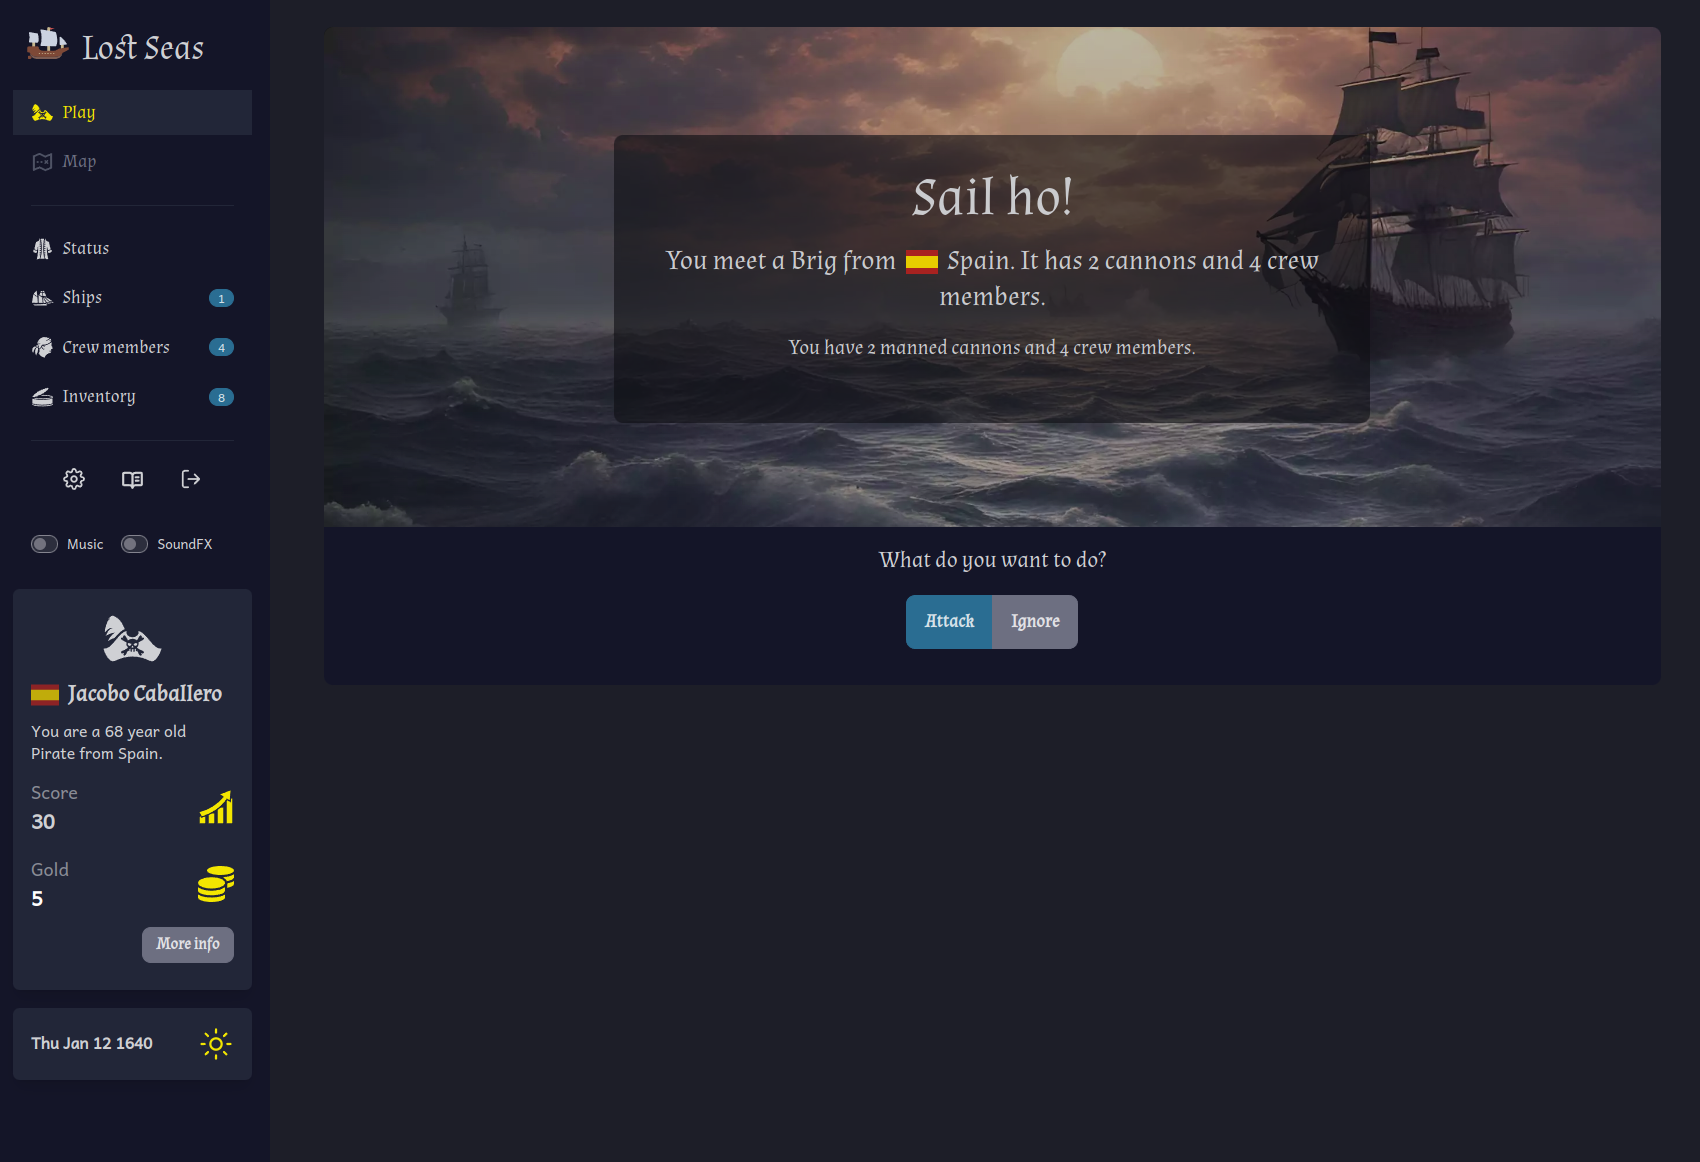 Lost Seas
Play
Map
Status
Ships 1
Crew members 4
Inventory 8
Music SoundFX
Jacobo Caballero
You are a 68 year old
Pirate from Spain.
Score
30
Gold
5
More info
Thu Jan 12 1640
Sail ho!
You meet a Brig from Spain. It has 2 cannons and 4 crew
members.
You have 2 manned cannons and 4 crew members.
What do you want to do?
Attack Ignore